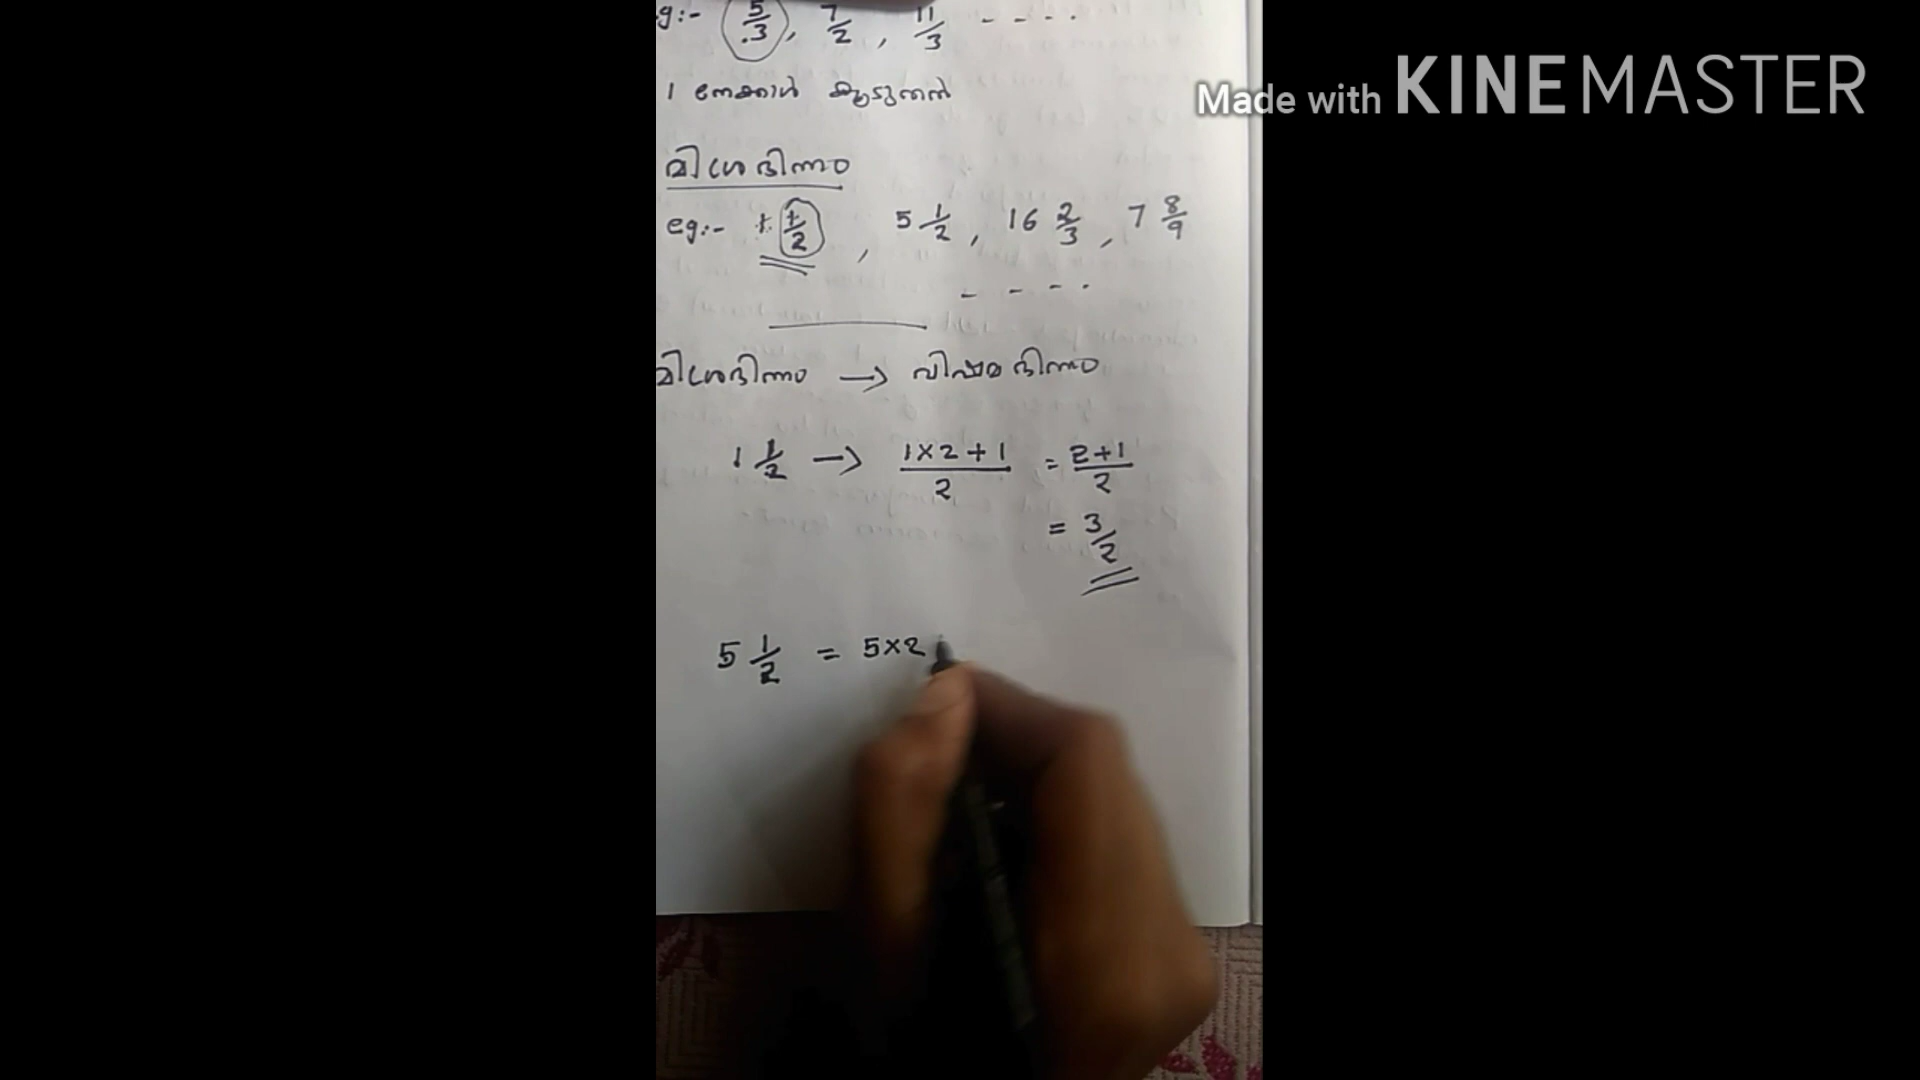 g:- 5/3, 7/2, 11/3 - - - .
Made with KINEMASTER
1 നേക്കാൾ കൂടുതൽ
മിശ്രഭിന്നം
eg:- 1 1/2, 5 1/2, 16 2/3, 7 8/9
- - - .
മിശ്രഭിന്നം → വിഷമഭിന്നം
1 1/2 → 1×2+1/2 = 2+1/2
= 3/2
5 1/2 = 5×2